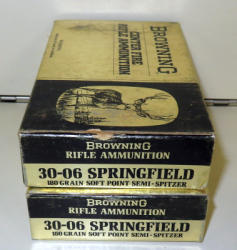 BROWNING
CENTER FIRE
RIFLE AMMUNITION
BROWNING
RIFLE AMMUNITION
30-06 SPRINGFIELD
180 GRAIN SOFT POINT SEMI-SPITZER
BROWNING
RIFLE AMMUNITION
30-06 SPRINGFIELD
180 GRAIN SOFT POINT SEMI-SPITZER